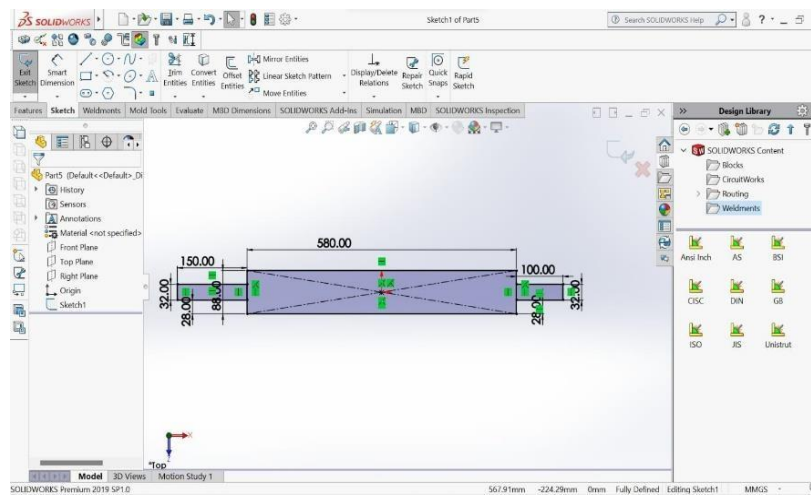 SOLIDWORKS
Sketch1 of Part5
Search SOLIDWORKS Help
Exit Sketch
Smart Dimension
Trim Entities
Convert Entities
Offset Entities
Mirror Entities
Linear Sketch Pattern
Move Entities
Display/Delete Relations
Repair Sketch
Quick Snaps
Rapid Sketch
Features Sketch Weldments Mold Tools Evaluate MBD Dimensions SOLIDWORKS Add-Ins Simulation MBD SOLIDWORKS Inspection
Design Library
Part5 (Default<<Default>_Di
History
Sensors
Annotations
Material <not specified>
Front Plane
Top Plane
Right Plane
Origin
Sketch1
SOLIDWORKS Content
Blocks
CircuitWorks
Routing
Weldments
Ansi Inch AS BSI
CISC DIN GB
ISO JIS Unistrut
580.00
150.00
100.00
32.00
28.00
88.00
28.00
32.00
*Top
Model 3D Views Motion Study 1
SOLIDWORKS Premium 2019 SP1.0
567.91mm -224.29mm 0mm Fully Defined Editing Sketch1 MMGS